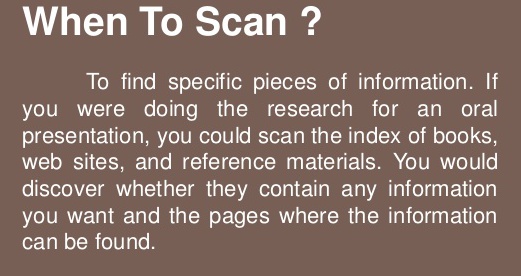 When To Scan ?
To find specific pieces of information. If
you were doing the research for an oral
presentation, you could scan the index of books,
web sites, and reference materials. You would
discover whether they contain any information
you want and the pages where the information
can be found.